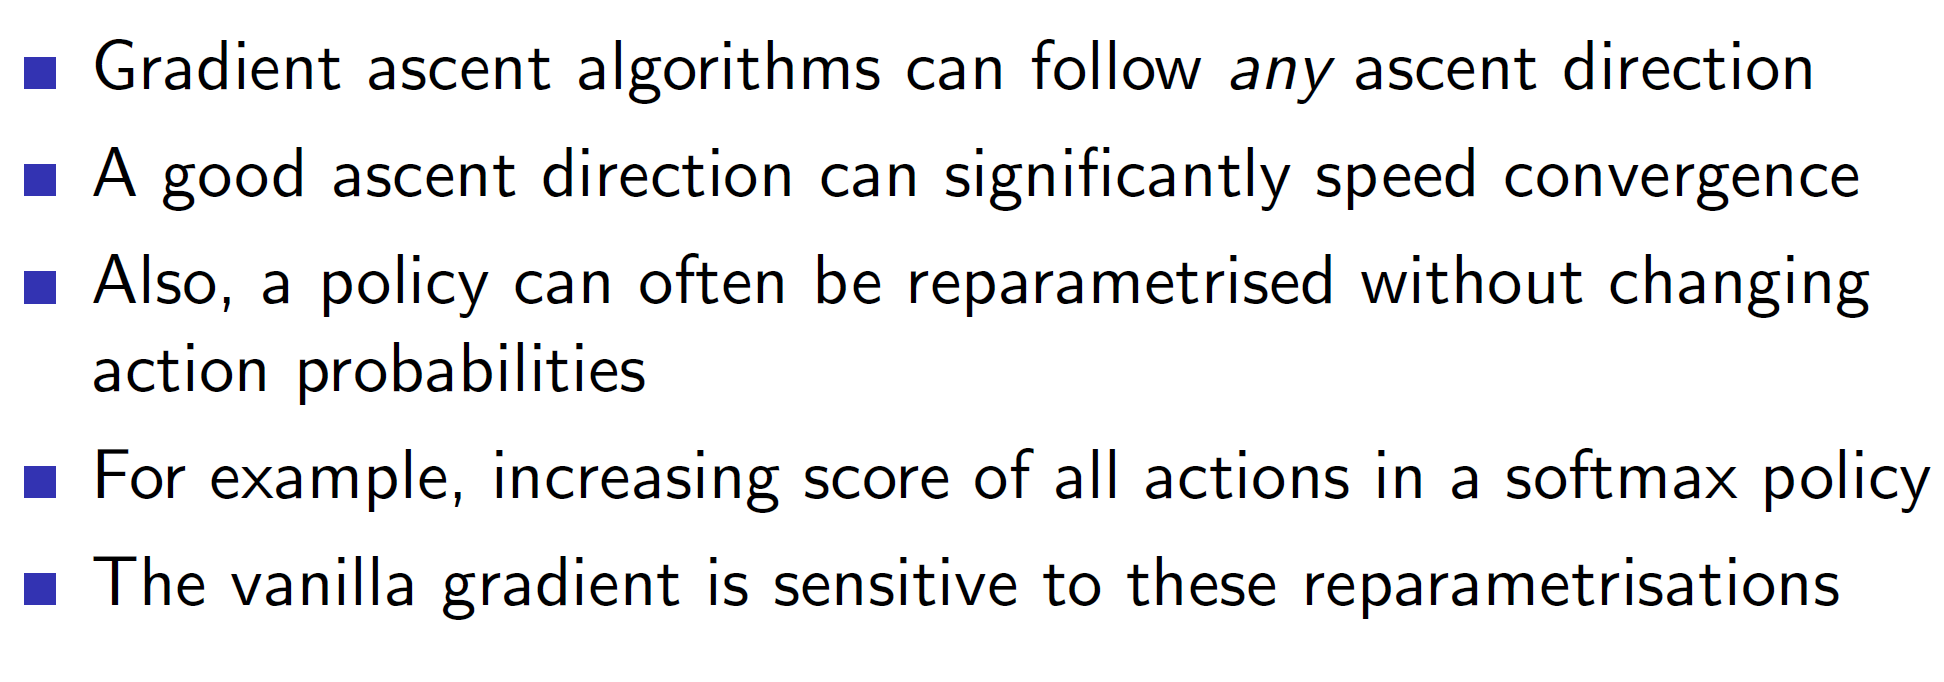 Gradient ascent algorithms can follow any ascent direction
A good ascent direction can significantly speed convergence
Also, a policy can often be reparametrised without changing
action probabilities
For example, increasing score of all actions in a softmax policy
The vanilla gradient is sensitive to these reparametrisations